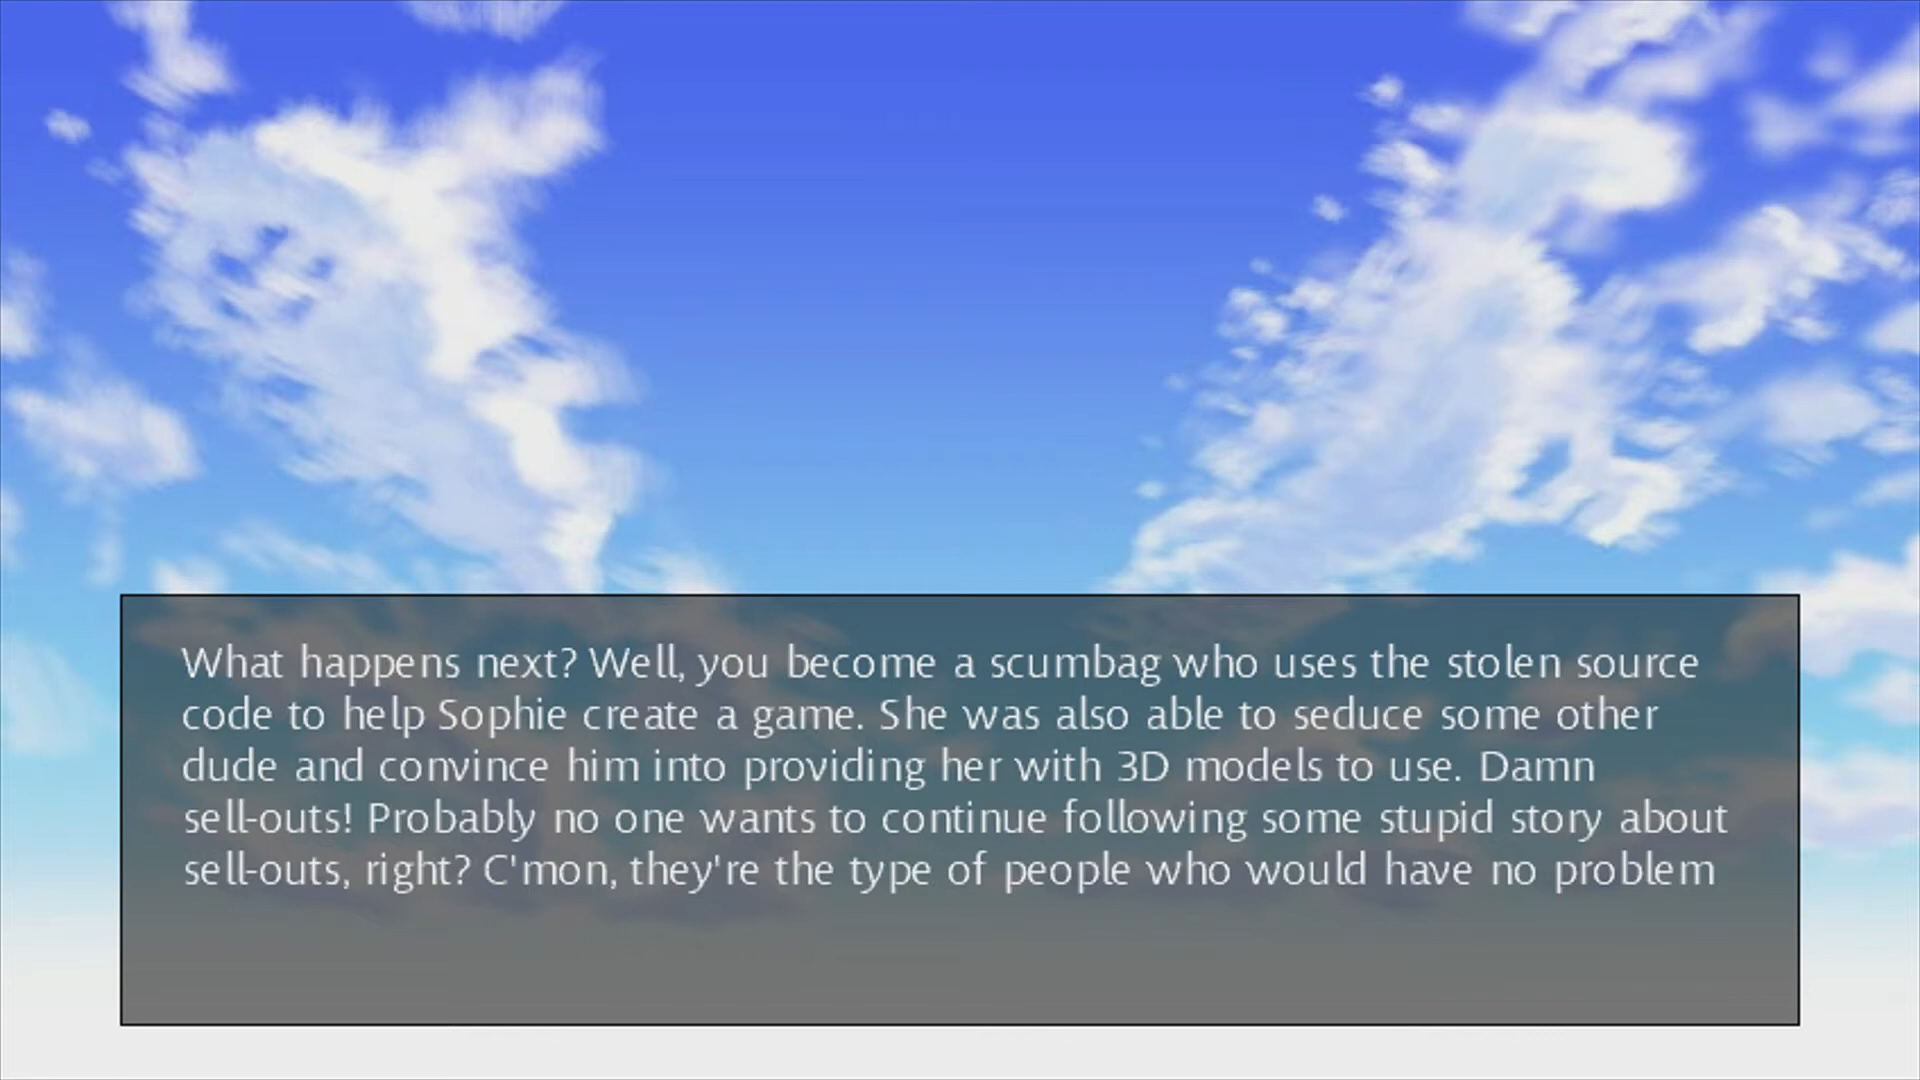 What happens next? Well, you become a scumbag who uses the stolen source
code to help Sophie create a game. She was also able to seduce some other
dude and convince him into providing her with 3D models to use. Damn
sell-outs! Probably no one wants to continue following some stupid story about
sell-outs, right? C'mon, they're the type of people who would have no problem